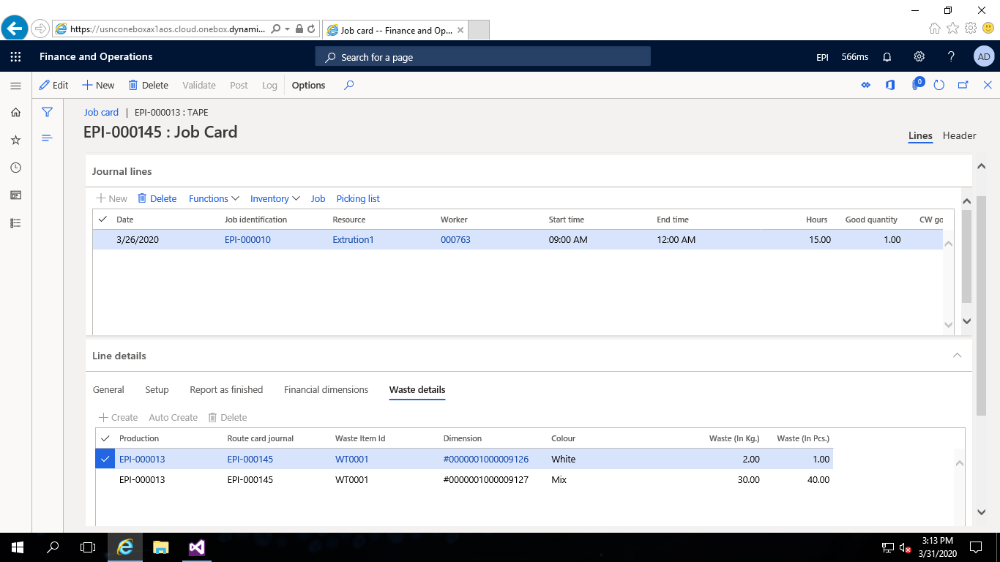 https://usnconeboxax1aos.cloud.onebox.dynami...
Job card -- Finance and Op...
Finance and Operations
Search for a page
EPI
566ms
AD
Edit
New
Delete
Validate
Post
Log
Options
0
Job card | EPI-000013 : TAPE
EPI-000145 : Job Card
Lines
Header
Journal lines
New
Delete
Functions
Inventory
Job
Picking list
Date Job identification Resource Worker Start time End time Hours Good quantity CW go
3/26/2020 EPI-000010 Extrution1 000763 09:00 AM 12:00 AM 15.00 1.00
Line details
General
Setup
Report as finished
Financial dimensions
Waste details
Create
Auto Create
Delete
Production Route card journal Waste Item Id Dimension Colour Waste (In Kg.) Waste (In Pcs.)
EPI-000013 EPI-000145 WT0001 #0000001000009126 White 2.00 1.00
EPI-000013 EPI-000145 WT0001 #0000001000009127 Mix 30.00 40.00
3:13 PM
3/31/2020